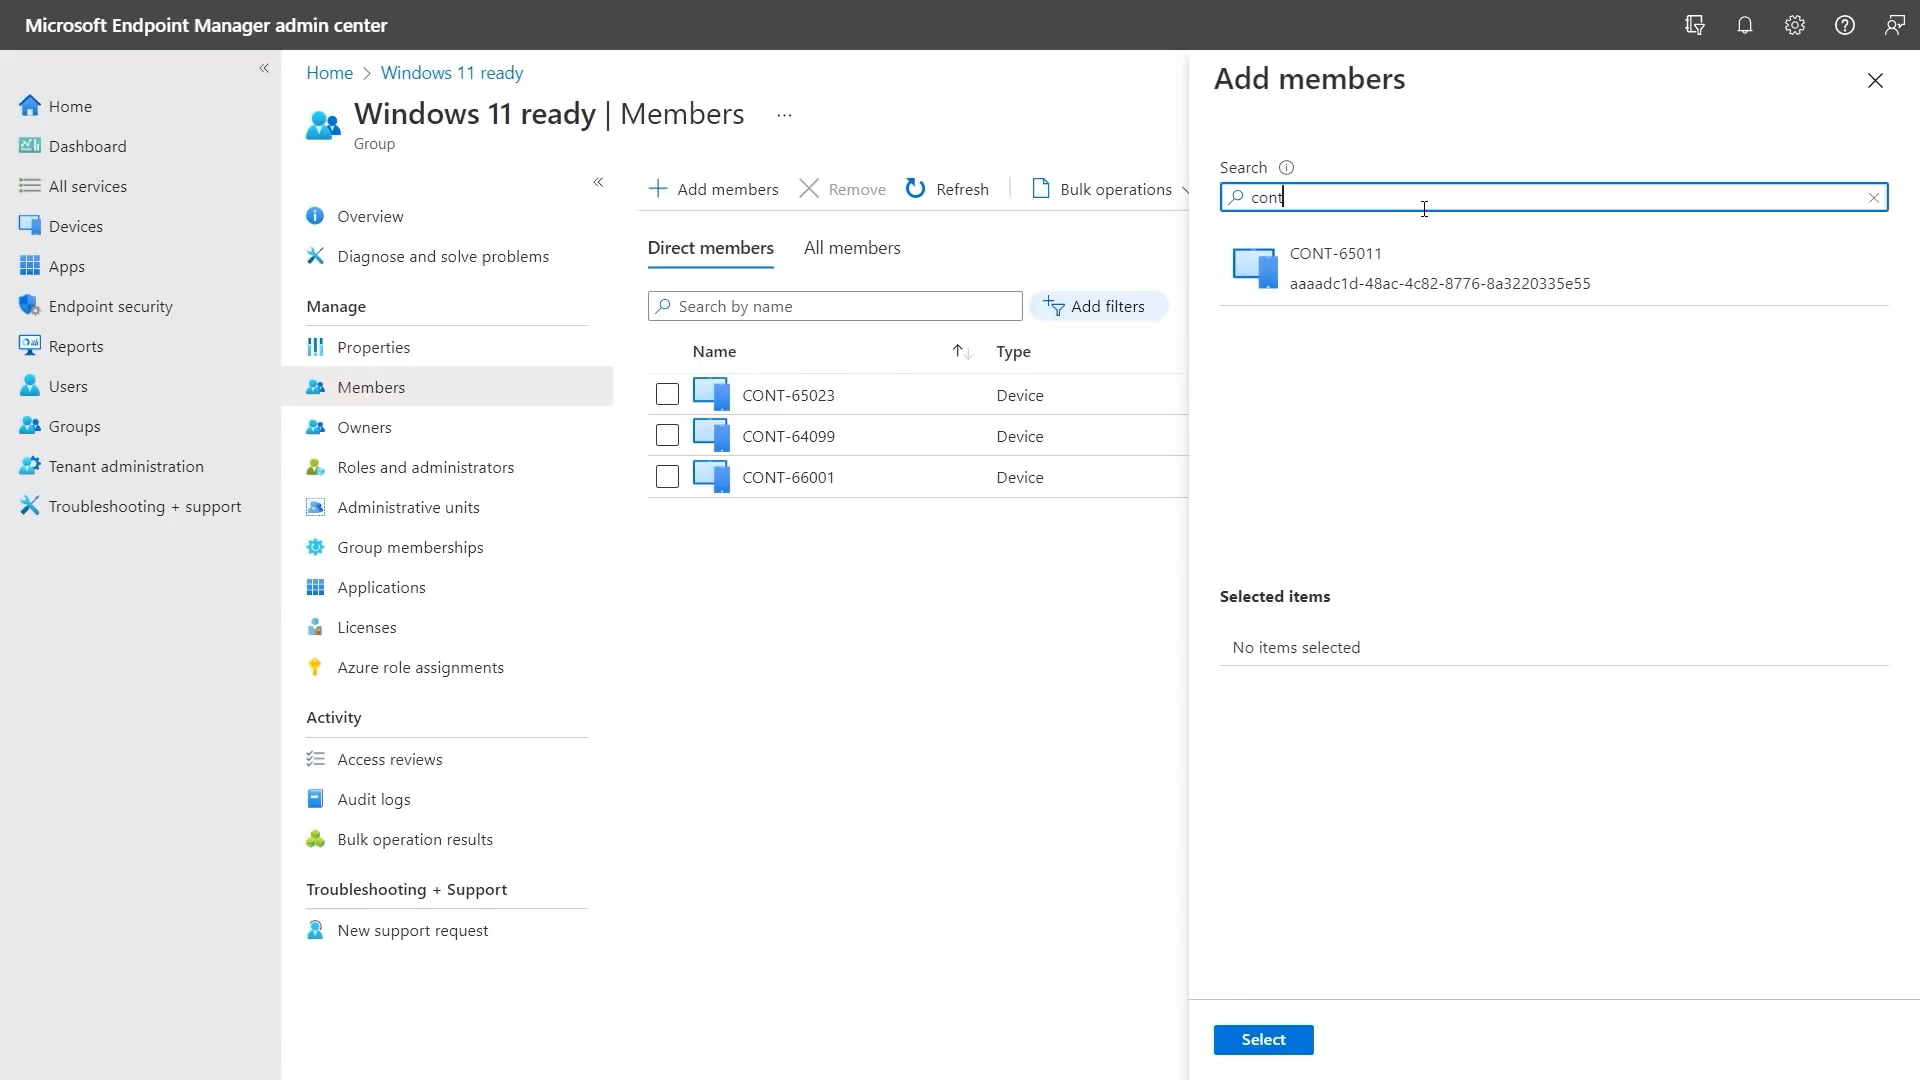 Microsoft Endpoint Manager admin center
Home
Dashboard
All services
Devices
Apps
Endpoint security
Reports
Users
Groups
Tenant administration
Troubleshooting + support
Home > Windows 11 ready
Windows 11 ready | Members ...
Group
Overview
Diagnose and solve problems
Manage
Properties
Members
Owners
Roles and administrators
Administrative units
Group memberships
Applications
Licenses
Azure role assignments
Activity
Access reviews
Audit logs
Bulk operation results
Troubleshooting + Support
New support request
Add members Remove Refresh Bulk operations
Direct members All members
Search by name Add filters
Name Type
CONT-65023 Device
CONT-64099 Device
CONT-66001 Device
Add members
Search
cont
CONT-65011
aaaadc1d-48ac-4c82-8776-8a3220335e55
Selected items
No items selected
Select